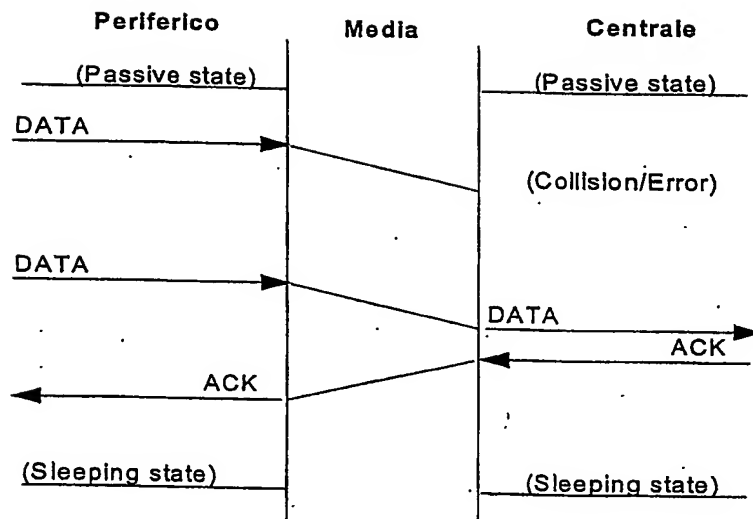 Periferico Media Centrale
(Passive state) (Passive state)
DATA
(Collision/Error)
DATA
DATA
ACK
ACK
(Sleeping state) (Sleeping state)